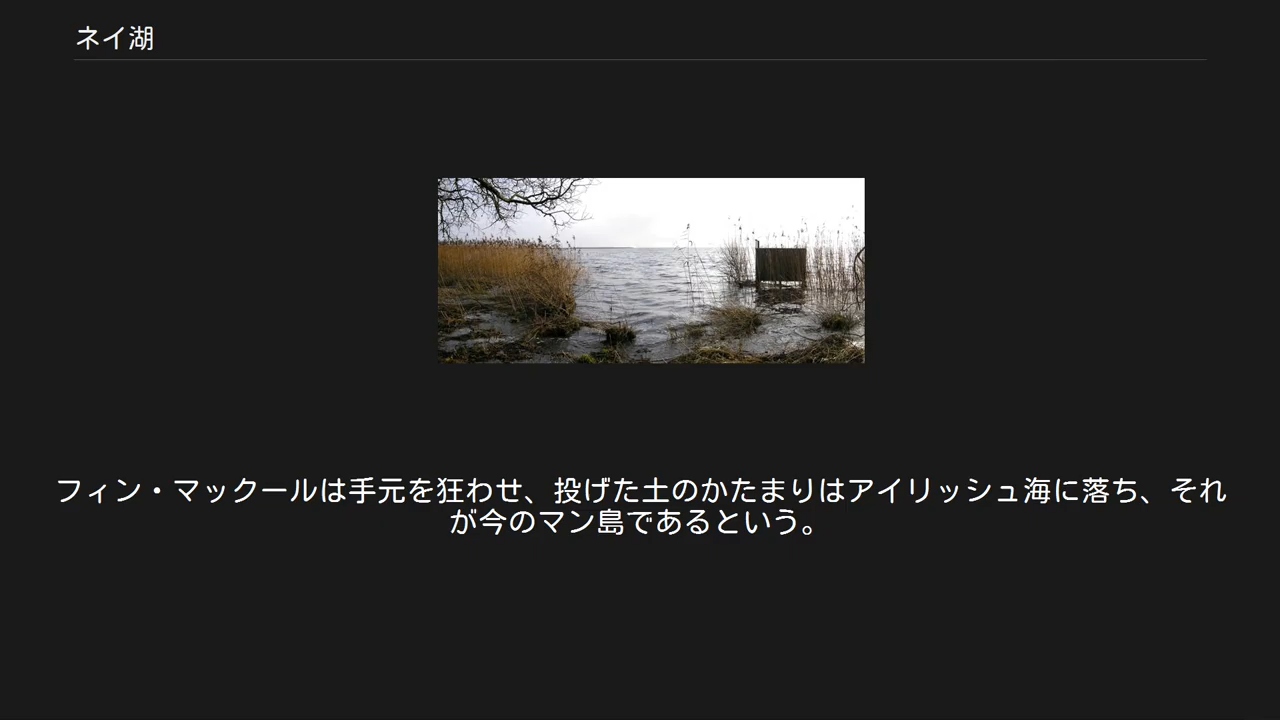 ネイ湖
フィン・マックールは手元を狂わせ、投げた土のかたまりはアイリッシュ海に落ち、それ
が今のマン島であるという。